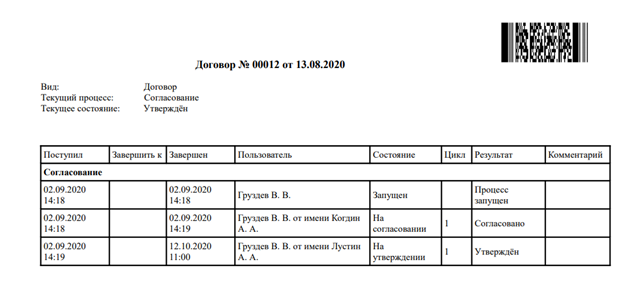 Договор № 00012 от 13.08.2020
Вид: Договор
Текущий процесс: Согласование
Текущее состояние: Утверждён
Поступил Завершить к Завершен Пользователь Состояние Цикл Результат Комментарий
Согласование
02.09.2020 02.09.2020 Груздев В. В. Запущен Процесс
14:18 14:18 запущен
02.09.2020 02.09.2020 Груздев В. В. от имени Когдин На 1 Согласовано
14:18 14:19 А. А. согласовании
02.09.2020 12.10.2020 Груздев В. В. от имени Лустин На 1 Утверждён
14:19 11:00 А. А. утверждении